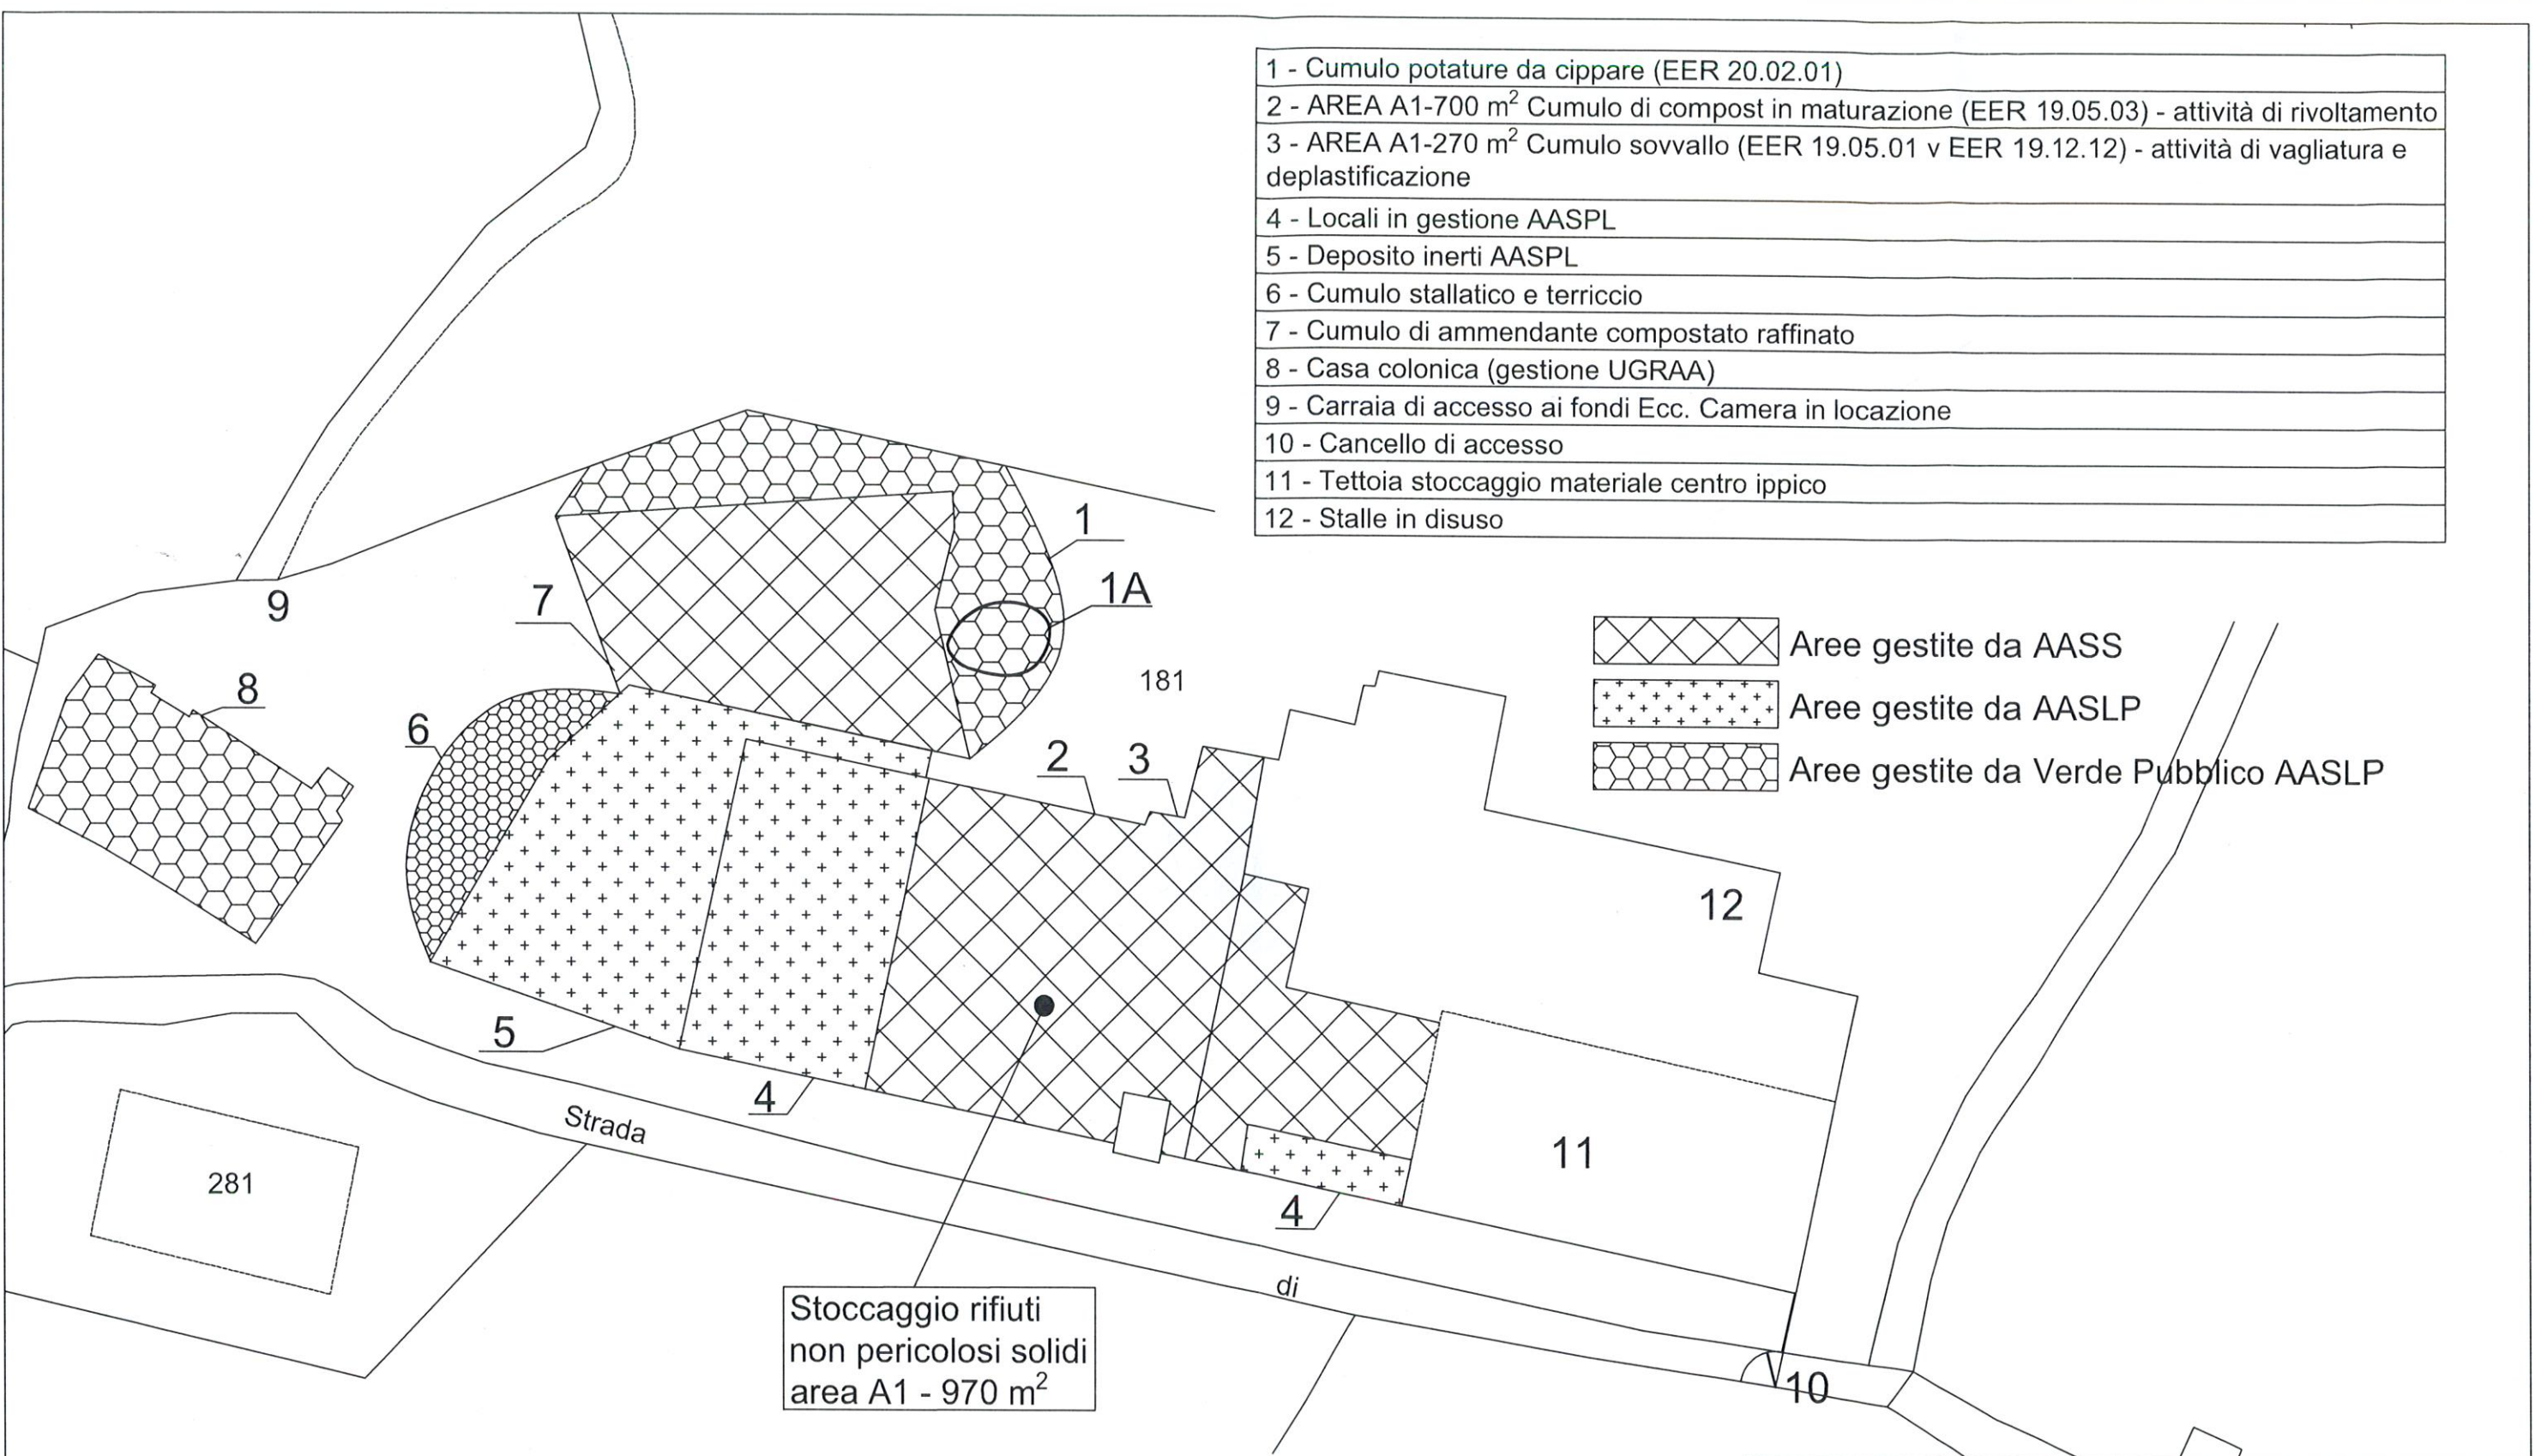 1 - Cumulo potature da cippare (EER 20.02.01)
2 - AREA A1-700 m² Cumulo di compost in maturazione (EER 19.05.03) - attività di rivoltamento
3 - AREA A1-270 m² Cumulo sovvallo (EER 19.05.01 v EER 19.12.12) - attività di vagliatura e
deplastificazione
4 - Locali in gestione AASPL
5 - Deposito inerti AASPL
6 - Cumulo stallatico e terriccio
7 - Cumulo di ammendante compostato raffinato
8 - Casa colonica (gestione UGRAA)
9 - Carraia di accesso ai fondi Ecc. Camera in locazione
10 - Cancello di accesso
11 - Tettoia stoccaggio materiale centro ippico
12 - Stalle in disuso
Aree gestite da AASS
Aree gestite da AASLP
Aree gestite da Verde Pubblico AASLP
1
1A
7
9
8
6
181
2
3
12
5
4
Strada
281
11
4
di
Stoccaggio rifiuti
non pericolosi solidi
area A1 - 970 m²
10